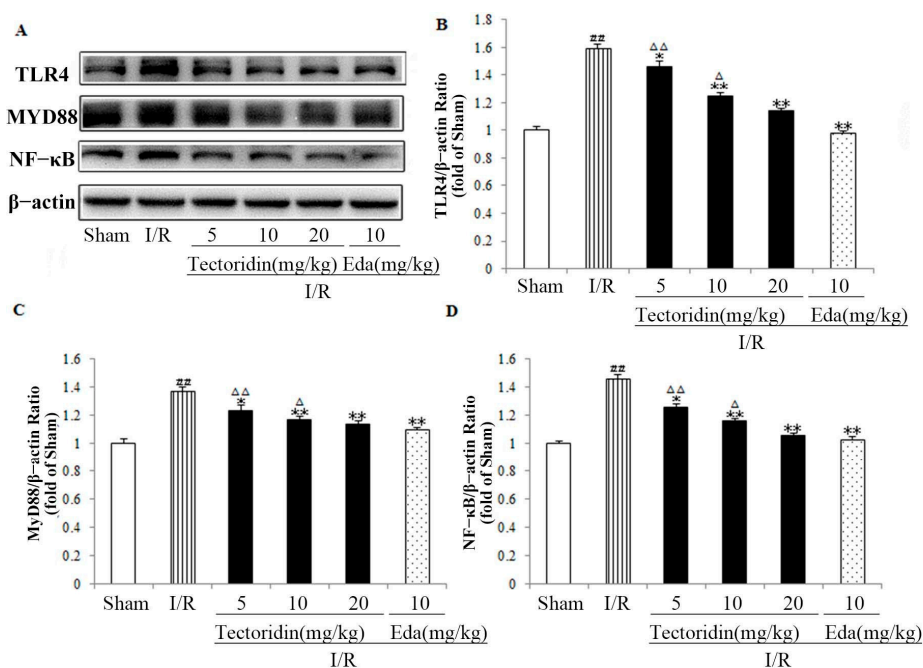 A
TLR4
MYD88
NF-κB
β-actin
Sham I/R 5 10 20 10
Tectoridin(mg/kg) Eda(mg/kg)
I/R
B
TLR4/β-actin Ratio
(fold of Sham)
1.8
1.6
1.4
1.2
1
0.8
0.6
0.4
0.2
0
##
△△
*
△
**
**
**
Sham I/R 5 10 20 10
Tectoridin(mg/kg) Eda(mg/kg)
I/R
C
MyD88/β-actin Ratio
(fold of Sham)
1.6
1.4
1.2
1
0.8
0.6
0.4
0.2
0
##
△△
*
△
**
**
**
Sham I/R 5 10 20 10
Tectoridin(mg/kg) Eda(mg/kg)
I/R
D
NF-κB/β-actin Ratio
(fold of Sham)
1.6
1.4
1.2
1
0.8
0.6
0.4
0.2
0
##
△△
*
△
**
**
**
Sham I/R 5 10 20 10
Tectoridin(mg/kg) Eda(mg/kg)
I/R